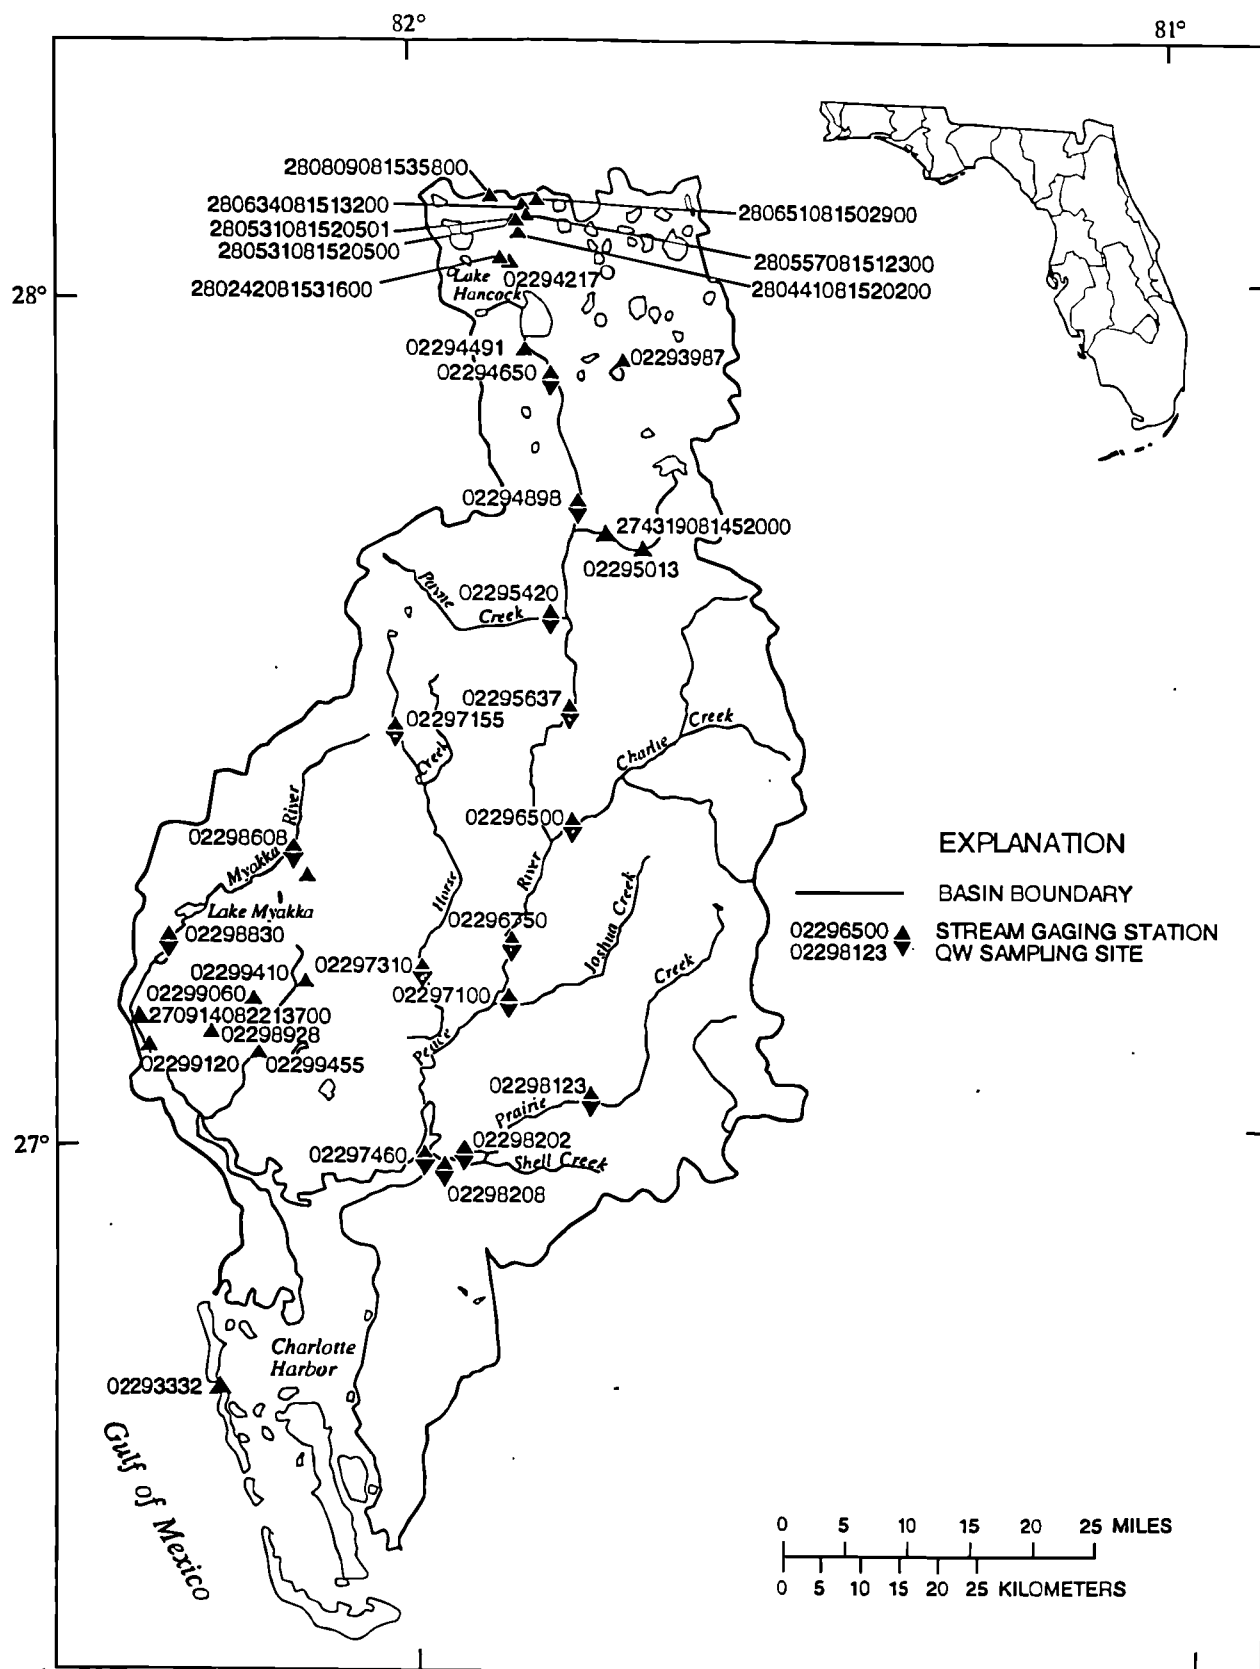 82°
81°
280809081535800
280634081513200
280531081520501
280531081520500
280651081502900
280557081512300
280242081531600
Lake
Hancock
02294217
280441081520200
28°
02294491
02294650
02293987
02294898
274319081452000
02295013
02295420
Payne
Creek
02295637
02297155
Creek
Charlie
Creek
02296500
River
02298608
Myakka
River
Horse
Joshua Creek
EXPLANATION
BASIN BOUNDARY
02296500
STREAM GAGING STATION
02298123
QW SAMPLING SITE
Lake Myakka
02296750
02298830
02299410
02297310
Creek
02299060
02297100
270914082213700
02298928
02299120
02299455
Peace
02298123
Prairie
27°
02297460
02298202
Shell Creek
02298208
Charlotte
Harbor
02293332
Gulf of Mexico
0 5 10 15 20 25 MILES
0 5 10 15 20 25 KILOMETERS